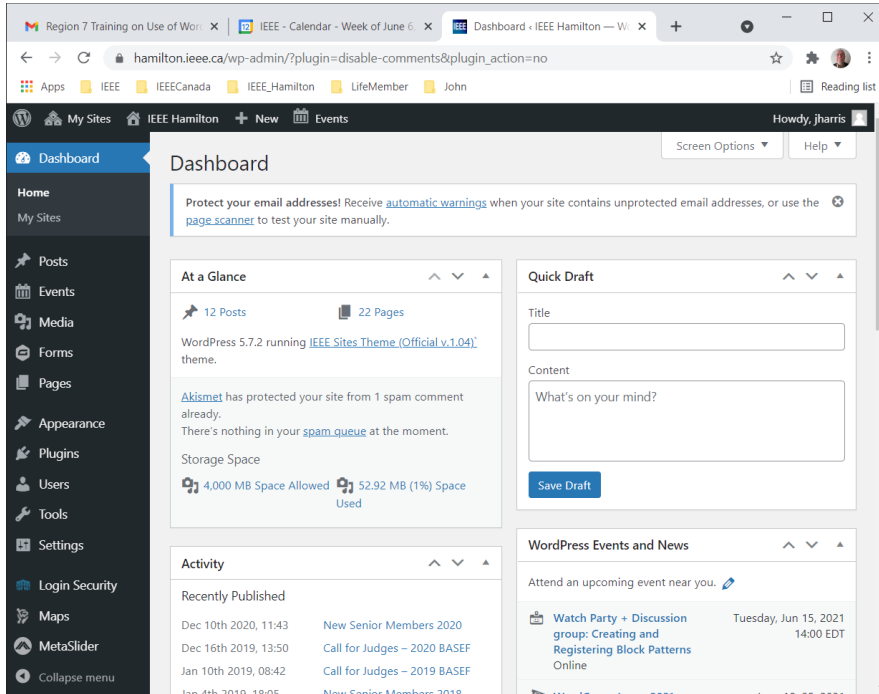 Region 7 Training on Use of Wor
IEEE - Calendar - Week of June 6,
Dashboard ‹ IEEE Hamilton — W
hamilton.ieee.ca/wp-admin/?plugin=disable-comments&plugin_action=no
Apps IEEE IEEECanada IEEE_Hamilton LifeMember John Reading list
My Sites IEEE Hamilton New Events Howdy, jharris
Dashboard
Home
My Sites
Posts
Events
Media
Forms
Pages
Appearance
Plugins
Users
Tools
Settings
Login Security
Maps
MetaSlider
Collapse menu
Screen Options Help
Dashboard
Protect your email addresses! Receive automatic warnings when your site contains unprotected email addresses, or use the
page scanner to test your site manually.
At a Glance
12 Posts 22 Pages
WordPress 5.7.2 running IEEE Sites Theme (Official v.1.04)`
theme.
Akismet has protected your site from 1 spam comment
already.
There's nothing in your spam queue at the moment.
Storage Space
4,000 MB Space Allowed 52.92 MB (1%) Space
Used
Activity
Recently Published
Dec 10th 2020, 11:43 New Senior Members 2020
Dec 16th 2019, 13:50 Call for Judges – 2020 BASEF
Jan 10th 2019, 08:42 Call for Judges – 2019 BASEF
Jan 4th 2019, 18:05 New Senior Members 2018
Quick Draft
Title
Content
What's on your mind?
Save Draft
WordPress Events and News
Attend an upcoming event near you.
Watch Party + Discussion Tuesday, Jun 15, 2021
group: Creating and 14:00 EDT
Registering Block Patterns
Online